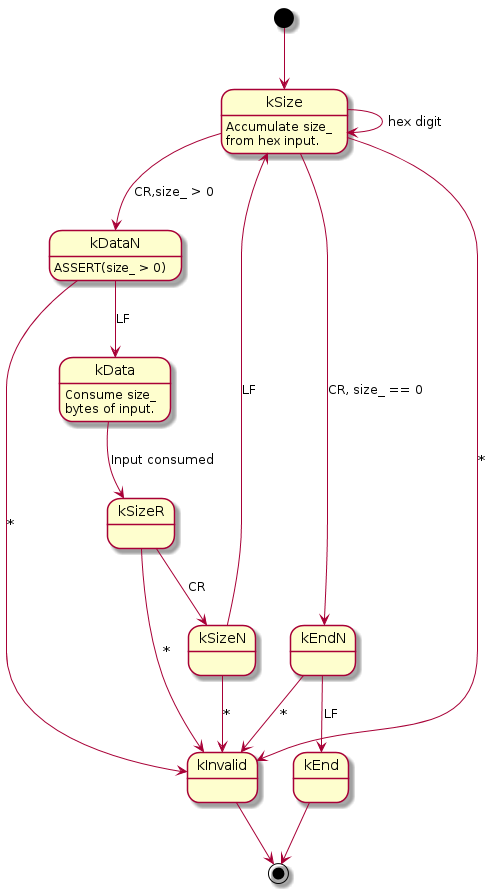 kSize
Accumulate size_
from hex input.
hex digit
CR,size_ > 0
kDataN
ASSERT(size_ > 0)
LF
kData
Consume size_
bytes of input.
LF
CR, size_ == 0
*
Input consumed
kSizeR
*
CR
kSizeN
kEndN
*
*
*
LF
kInvalid
kEnd